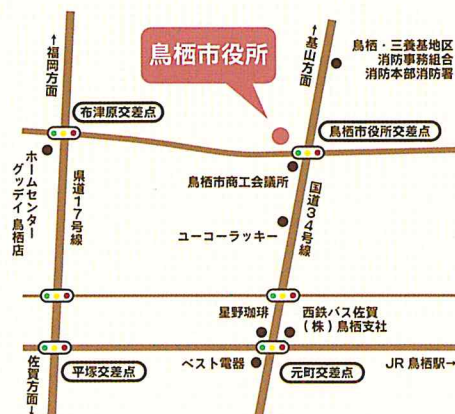 鳥栖市役所
←福岡方面
←基山方面
鳥栖・三養基地区
消防事務組合
消防本部消防署
布津原交差点
鳥栖市役所交差点
ホームセンター
グッデイ 鳥栖店
県道17号線
鳥栖市商工会議所
国道34号線
ユーコーラッキー
星野珈琲
西鉄バス佐賀
(株)鳥栖支社
佐賀方面→
平塚交差点
ベスト電器
元町交差点
JR 鳥栖駅→